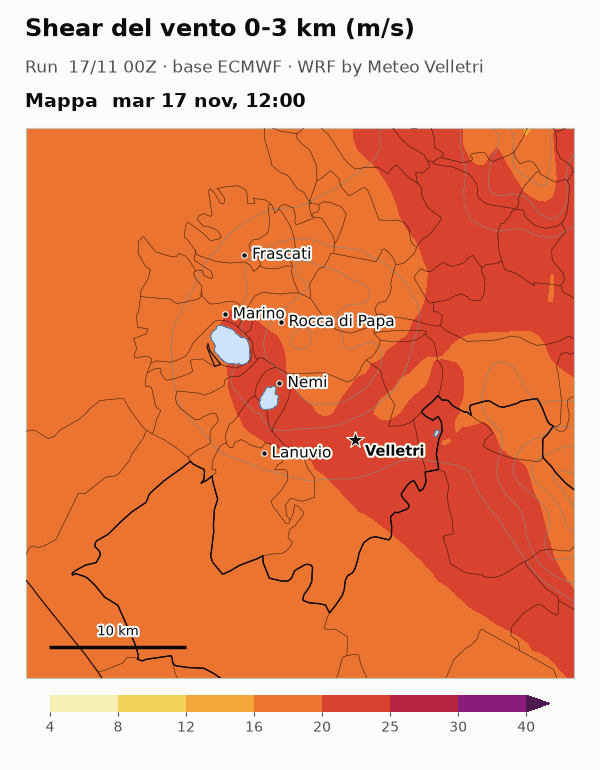 Shear del vento 0-3 km (m/s)
Run 17/11 00Z · base ECMWF · WRF by Meteo Velletri
Mappa mar 17 nov, 12:00
Frascati
Marino
Rocca di Papa
Nemi
Velletri
Lanuvio
10 km
4 8 12 16 20 25 30 40